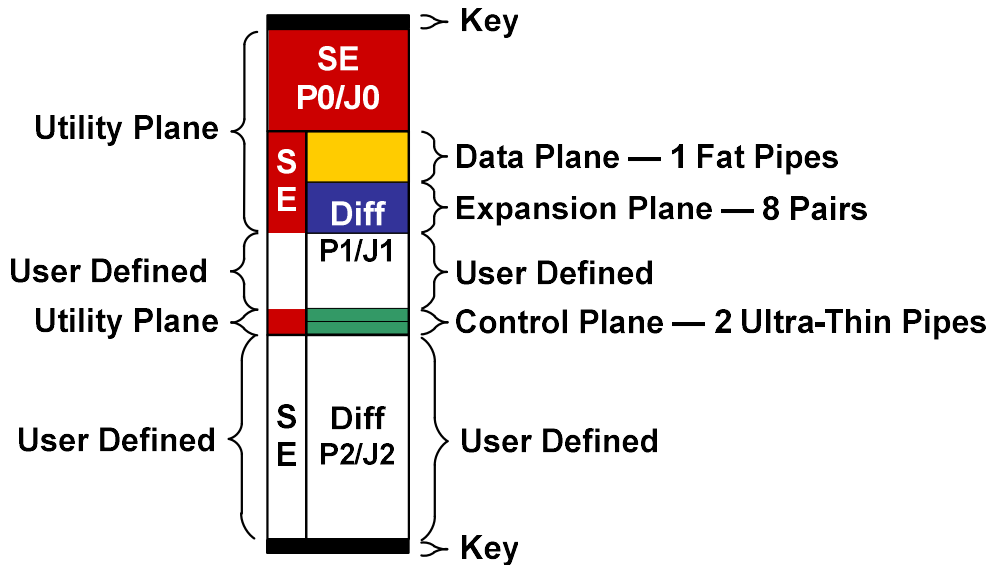 Key
SE
P0/J0
Utility Plane
S
E
Data Plane — 1 Fat Pipes
Diff
P1/J1
Expansion Plane — 8 Pairs
User Defined
User Defined
Utility Plane
Control Plane — 2 Ultra-Thin Pipes
User Defined
S
E
Diff
P2/J2
User Defined
Key